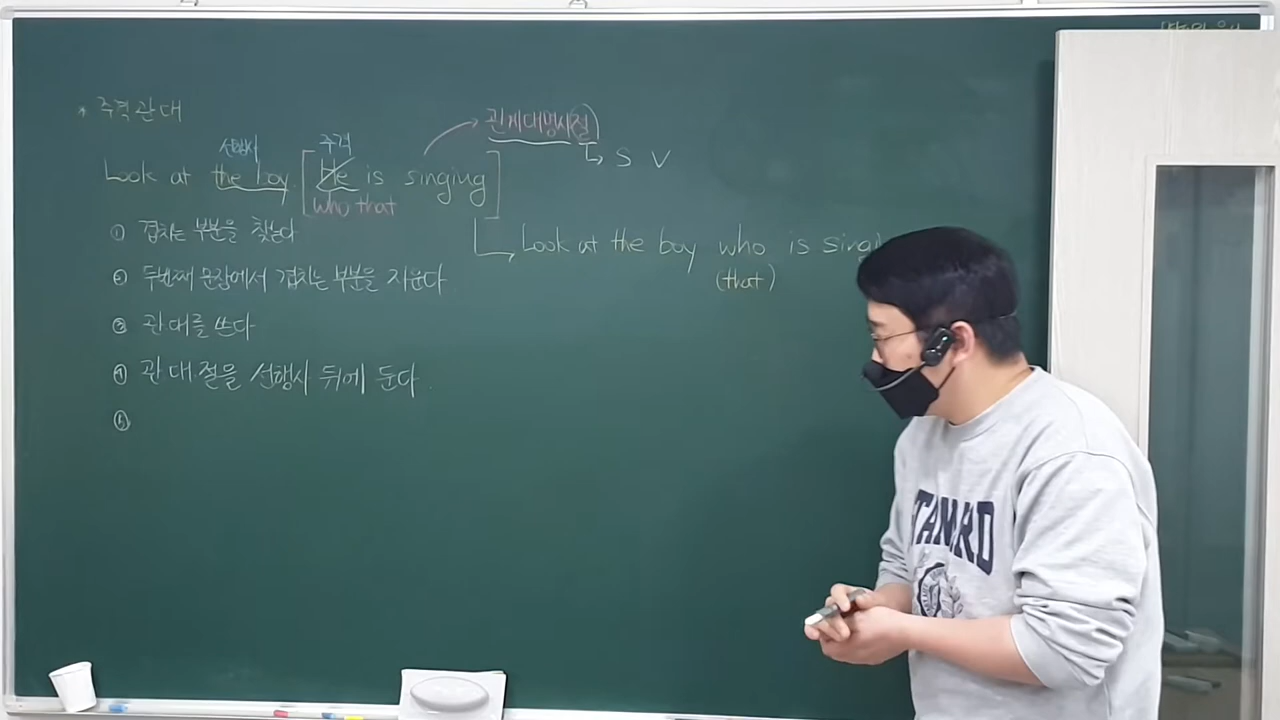 * 주격관대
관계대명사절
선행사 주격
↳ S V
Look at the boy [He is singing]
who that
① 겹치는 부분을 찾는다
↳ Look at the boy who is singi
(that)
② 두번째 문장에서 겹치는 부분을 지운다
③ 관대를 쓴다
④ 관대절을 선행사 뒤에 둔다.
⑤